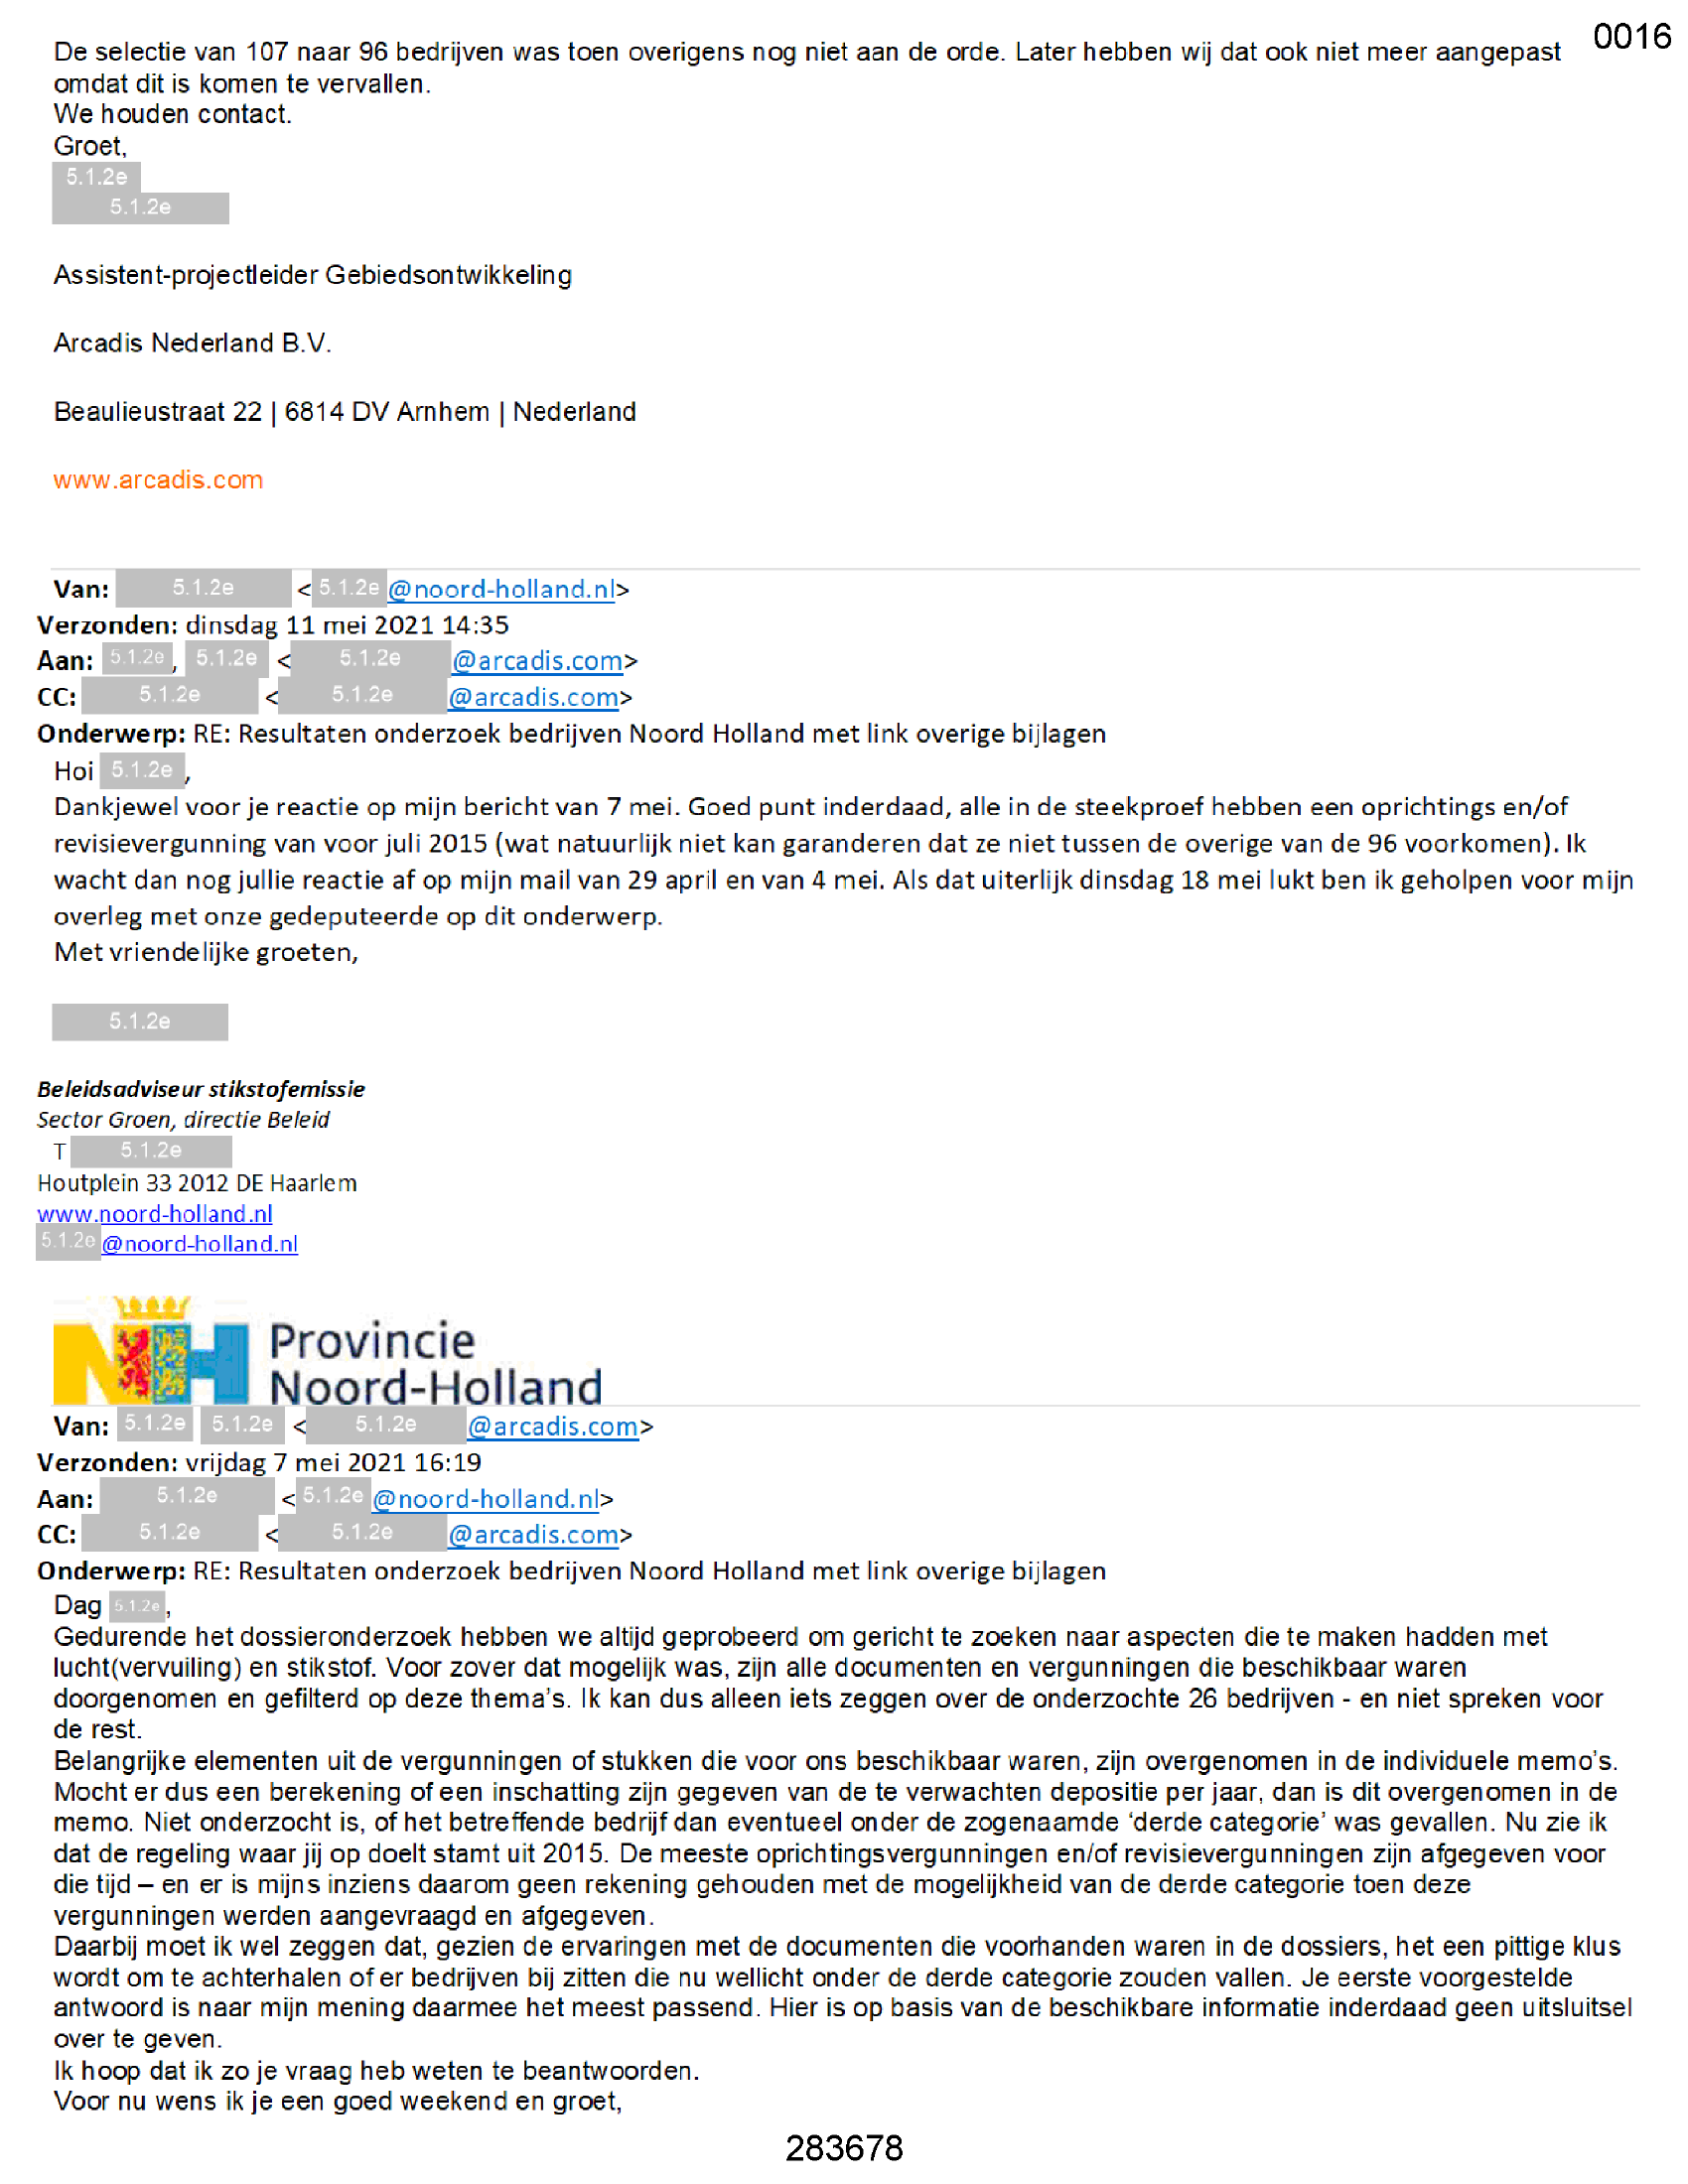 0016
De selectie van 107 naar 96 bedrijven was toen overigens nog niet aan de orde. Later hebben wij dat ook niet meer aangepast
omdat dit is komen te vervallen.
We houden contact.
Groet,
5.1.2e
5.1.2e
Assistent-projectleider Gebiedsontwikkeling
Arcadis Nederland B.V.
Beaulieustraat 22 | 6814 DV Arnhem | Nederland
www.arcadis.com
Van: 5.1.2e < 5.1.2e @noord-holland.nl>
Verzonden: dinsdag 11 mei 2021 14:35
Aan: 5.1.2e , 5.1.2e < 5.1.2e @arcadis.com>
CC: 5.1.2e < 5.1.2e @arcadis.com>
Onderwerp: RE: Resultaten onderzoek bedrijven Noord Holland met link overige bijlagen
Hoi 5.1.2e ,
Dankjewel voor je reactie op mijn bericht van 7 mei. Goed punt inderdaad, alle in de steekproef hebben een oprichtings en/of
revisievergunning van voor juli 2015 (wat natuurlijk niet kan garanderen dat ze niet tussen de overige van de 96 voorkomen). Ik
wacht dan nog jullie reactie af op mijn mail van 29 april en van 4 mei. Als dat uiterlijk dinsdag 18 mei lukt ben ik geholpen voor mijn
overleg met onze gedeputeerde op dit onderwerp.
Met vriendelijke groeten,
5.1.2e
Beleidsadviseur stikstofemissie
Sector Groen, directie Beleid
T 5.1.2e
Houtplein 33 2012 DE Haarlem
www.noord-holland.nl
5.1.2e @noord-holland.nl
NH Provincie
Noord-Holland
Van: 5.1.2e 5.1.2e < 5.1.2e @arcadis.com>
Verzonden: vrijdag 7 mei 2021 16:19
Aan: 5.1.2e < 5.1.2e @noord-holland.nl>
CC: 5.1.2e < 5.1.2e @arcadis.com>
Onderwerp: RE: Resultaten onderzoek bedrijven Noord Holland met link overige bijlagen
Dag 5.1.2e ,
Gedurende het dossieronderzoek hebben we altijd geprobeerd om gericht te zoeken naar aspecten die te maken hadden met
lucht(vervuiling) en stikstof. Voor zover dat mogelijk was, zijn alle documenten en vergunningen die beschikbaar waren
doorgenomen en gefilterd op deze thema's. Ik kan dus alleen iets zeggen over de onderzochte 26 bedrijven - en niet spreken voor
de rest.
Belangrijke elementen uit de vergunningen of stukken die voor ons beschikbaar waren, zijn overgenomen in de individuele memo's.
Mocht er dus een berekening of een inschatting zijn gegeven van de te verwachten depositie per jaar, dan is dit overgenomen in de
memo. Niet onderzocht is, of het betreffende bedrijf dan eventueel onder de zogenaamde 'derde categorie' was gevallen. Nu zie ik
dat de regeling waar jij op doelt stamt uit 2015. De meeste oprichtingsvergunningen en/of revisievergunningen zijn afgegeven voor
die tijd – en er is mijns inziens daarom geen rekening gehouden met de mogelijkheid van de derde categorie toen deze
vergunningen werden aangevraagd en afgegeven.
Daarbij moet ik wel zeggen dat, gezien de ervaringen met de documenten die voorhanden waren in de dossiers, het een pittige klus
wordt om te achterhalen of er bedrijven bij zitten die nu wellicht onder de derde categorie zouden vallen. Je eerste voorgestelde
antwoord is naar mijn mening daarmee het meest passend. Hier is op basis van de beschikbare informatie inderdaad geen uitsluitsel
over te geven.
Ik hoop dat ik zo je vraag heb weten te beantwoorden.
Voor nu wens ik je een goed weekend en groet,
283678